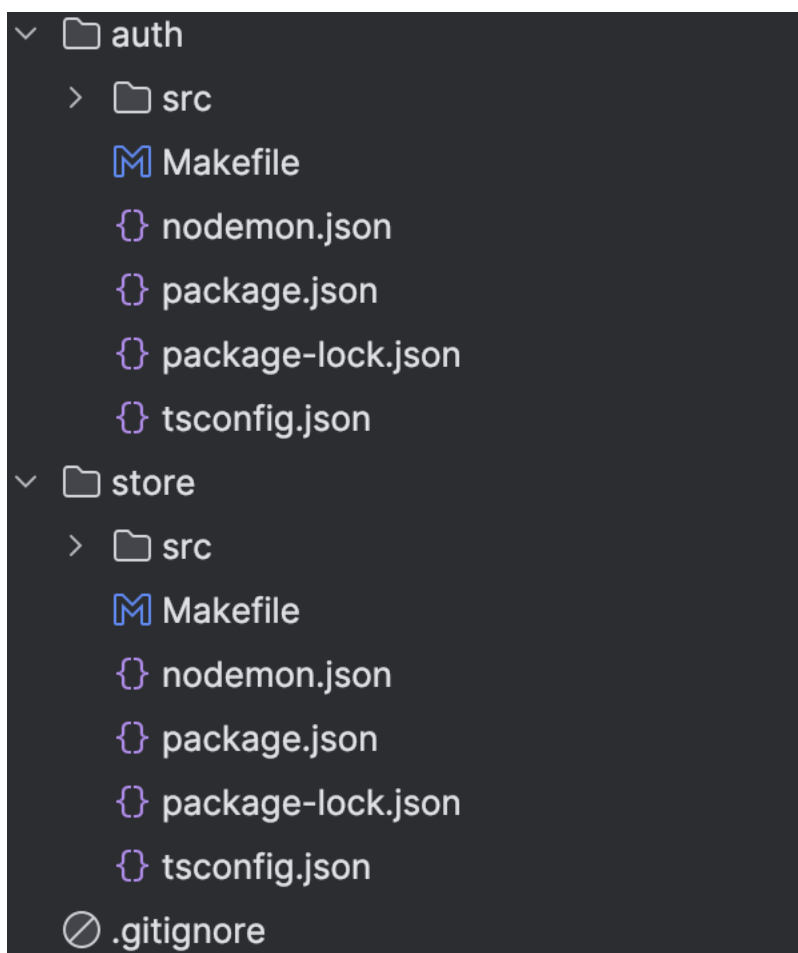 auth
src
Makefile
nodemon.json
package.json
package-lock.json
tsconfig.json
store
src
Makefile
nodemon.json
package.json
package-lock.json
tsconfig.json
.gitignore